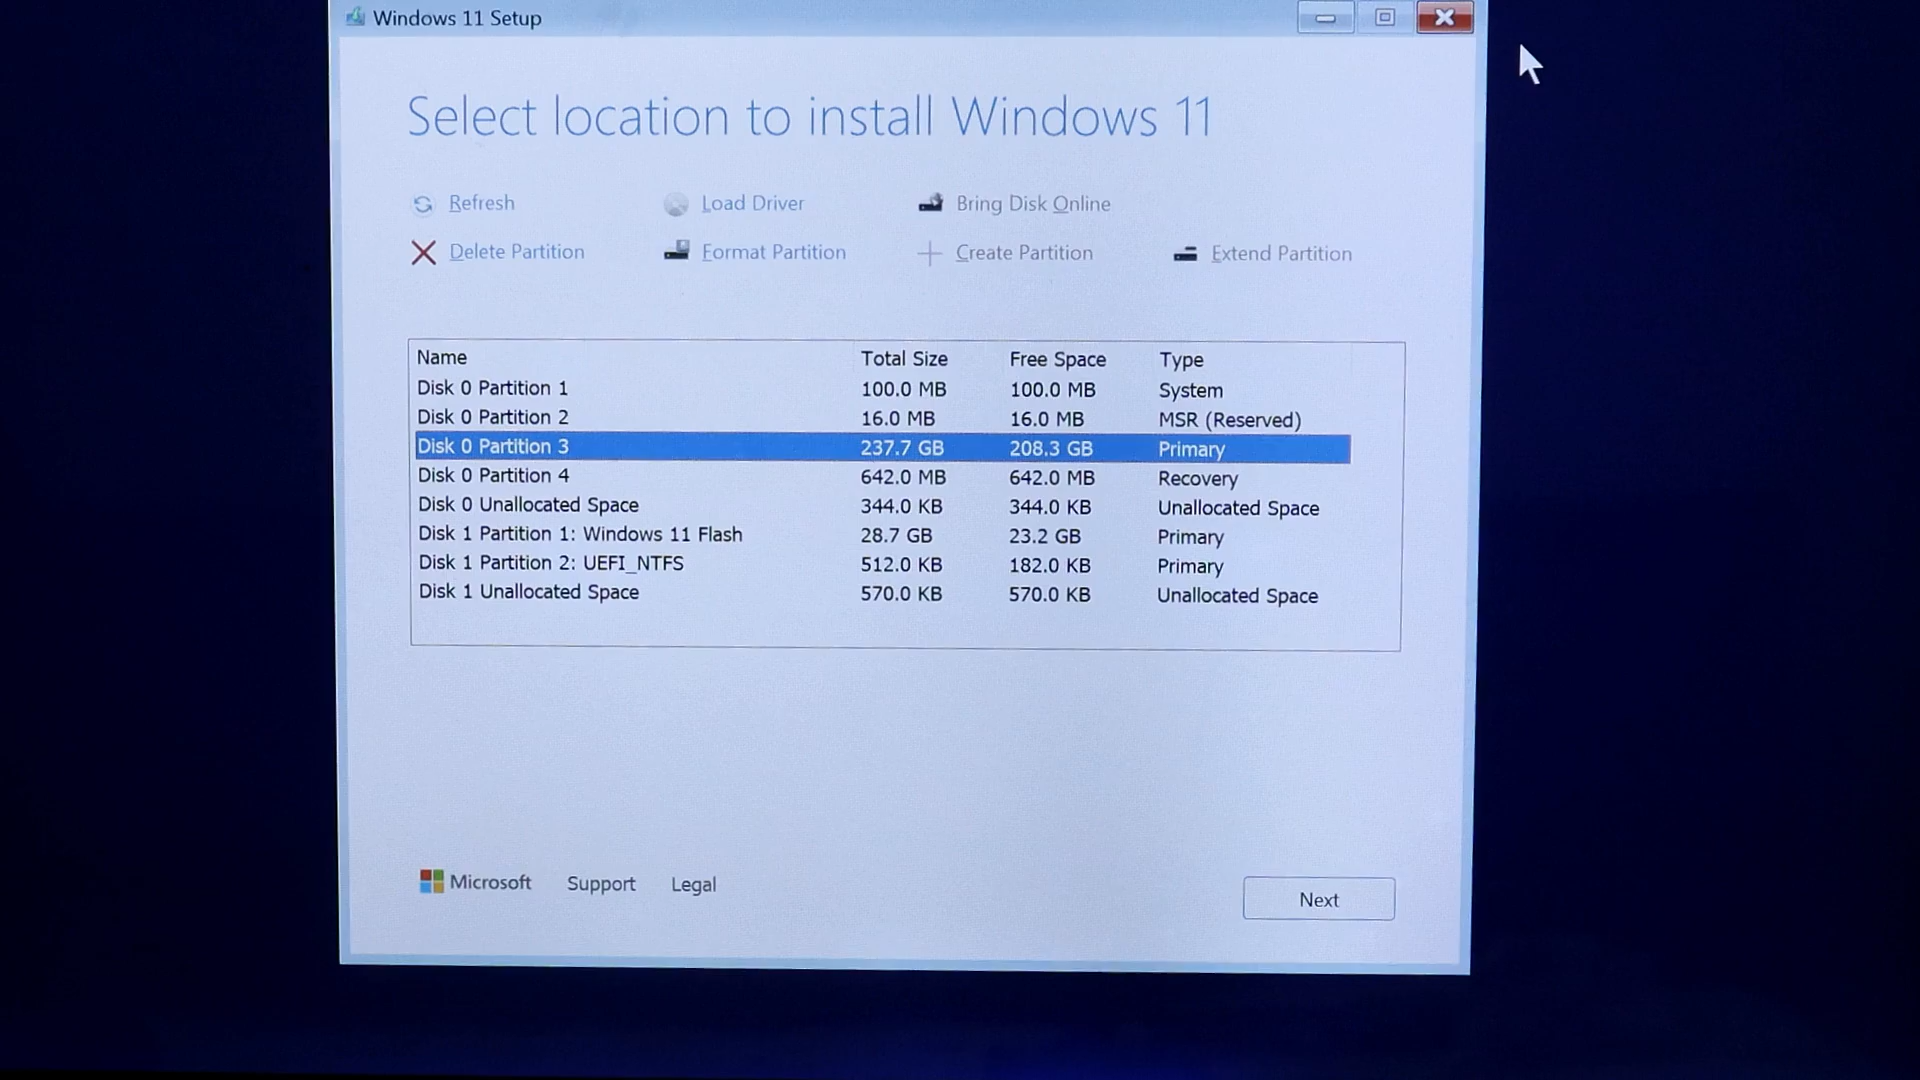 Windows 11 Setup
Select location to install Windows 11
Refresh Load Driver Bring Disk Online
Delete Partition Format Partition Create Partition Extend Partition
Name Total Size Free Space Type
Disk 0 Partition 1 100.0 MB 100.0 MB System
Disk 0 Partition 2 16.0 MB 16.0 MB MSR (Reserved)
Disk 0 Partition 3 237.7 GB 208.3 GB Primary
Disk 0 Partition 4 642.0 MB 642.0 MB Recovery
Disk 0 Unallocated Space 344.0 KB 344.0 KB Unallocated Space
Disk 1 Partition 1: Windows 11 Flash 28.7 GB 23.2 GB Primary
Disk 1 Partition 2: UEFI_NTFS 512.0 KB 182.0 KB Primary
Disk 1 Unallocated Space 570.0 KB 570.0 KB Unallocated Space
Microsoft Support Legal
Next